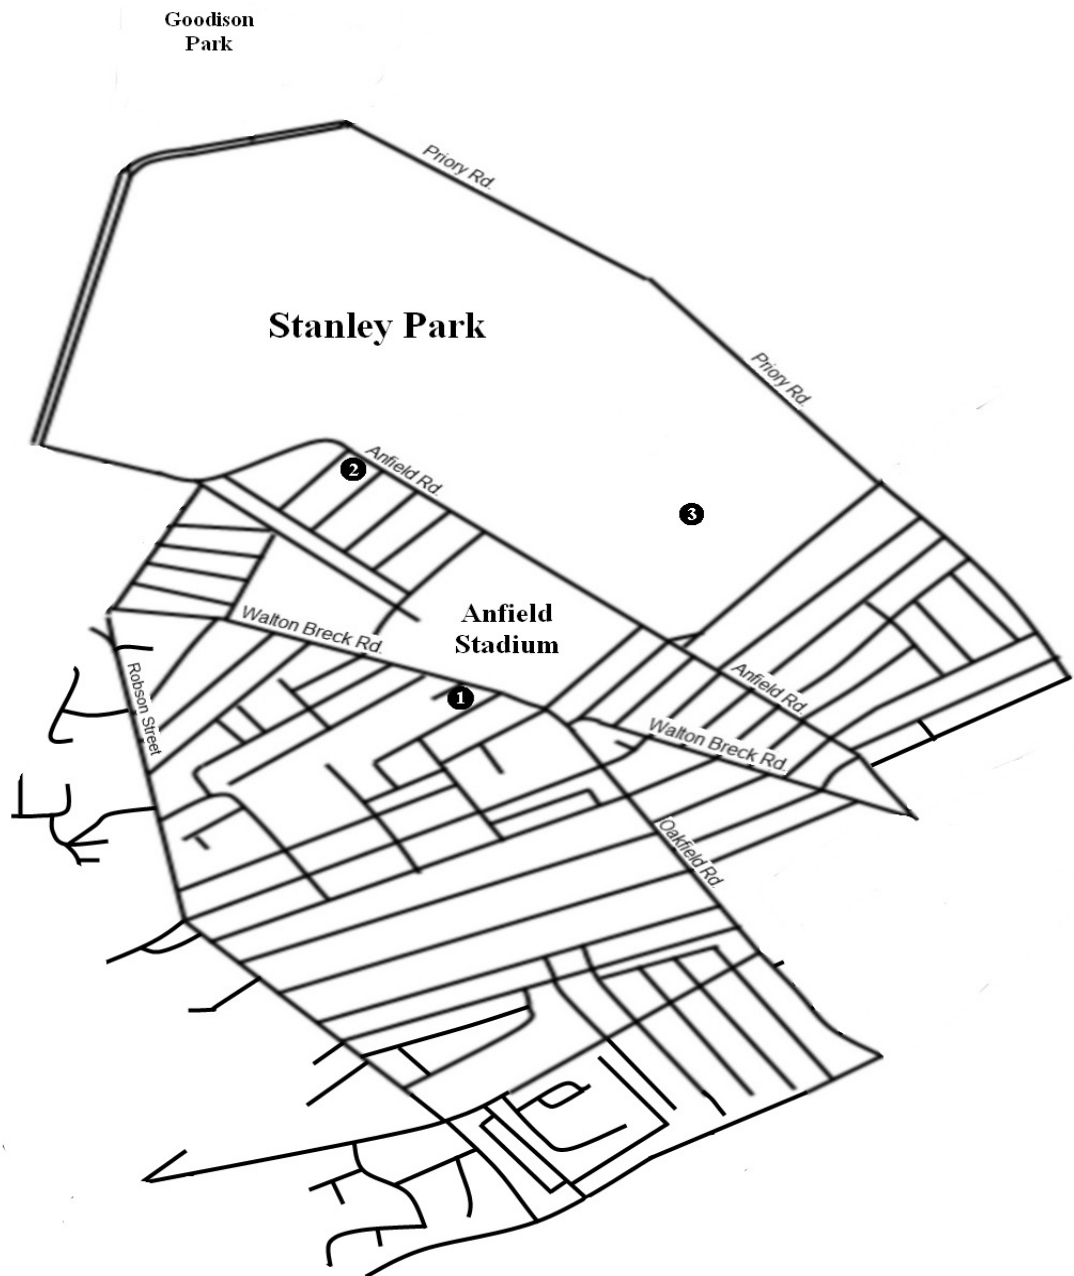 Goodison
Park
Priory Rd.
Stanley Park
Priory Rd.
Anfield Rd.
2
3
Anfield
Stadium
Walton Breck Rd.
Robson Street
1
Anfield Rd.
Walton Breck Rd.
Oakfield Rd.